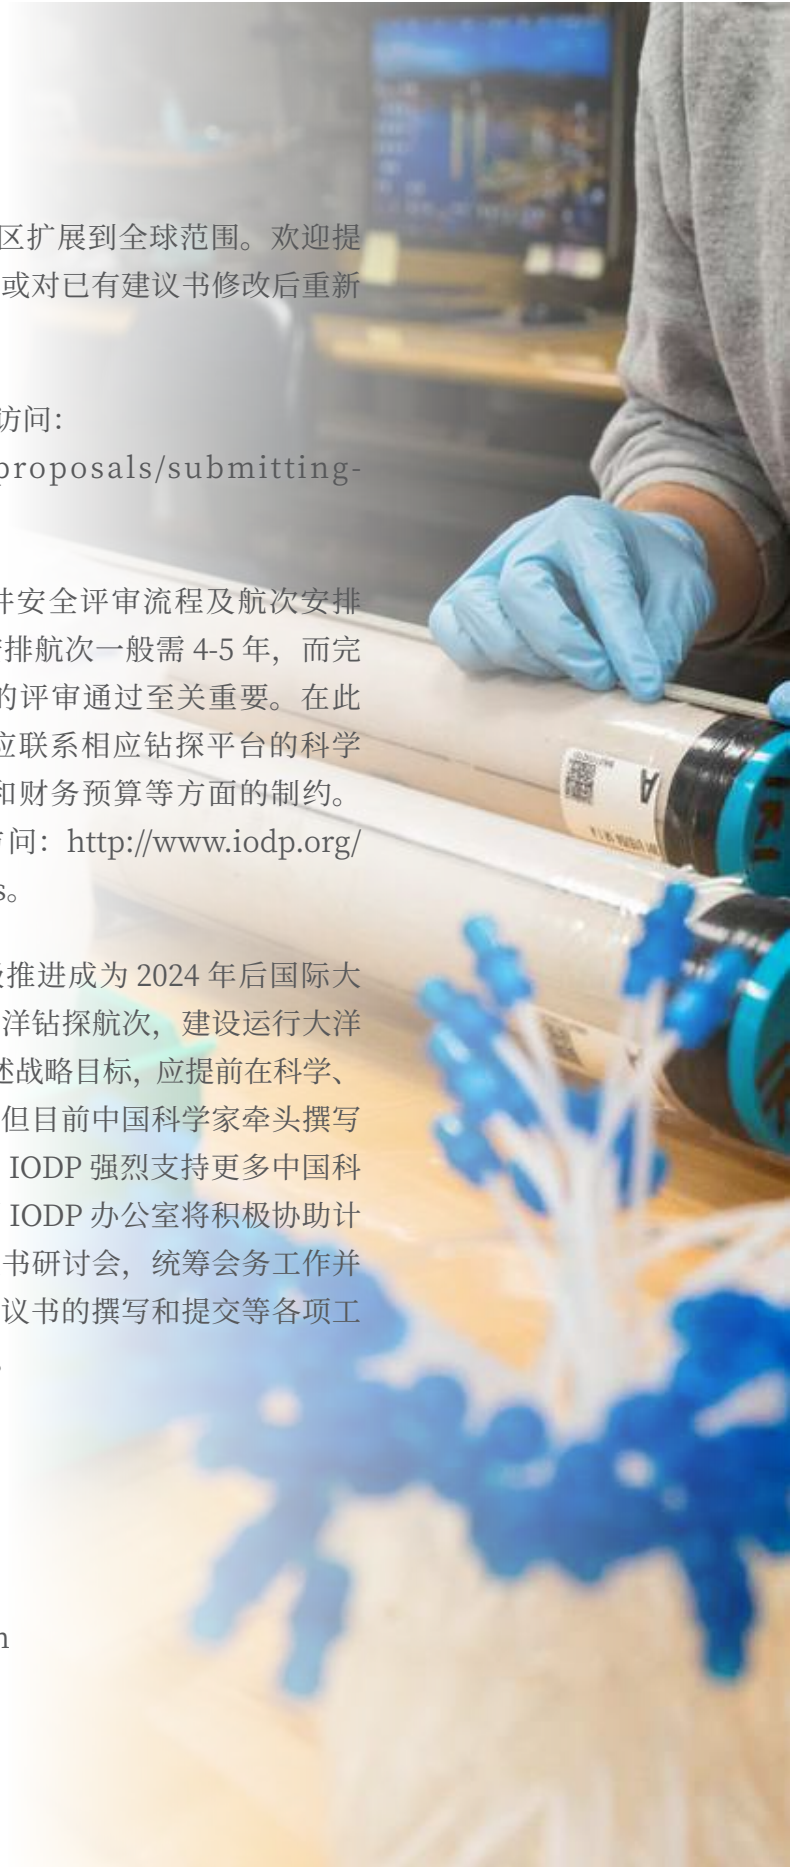 区扩展到全球范围。欢迎提
或对已有建议书修改后重新
访问：
proposals/submitting-
井安全评审流程及航次安排
排航次一般需 4-5 年，而完
的评审通过至关重要。在此
应联系相应钻探平台的科学
和财务预算等方面的制约。
问：http://www.iodp.org/
s。
推进成为 2024 年后国际大
洋钻探航次，建设运行大洋
述战略目标，应提前在科学、
但目前中国科学家牵头撰写
IODP 强烈支持更多中国科
IODP 办公室将积极协助计
书研讨会，统筹会务工作并
议书的撰写和提交等各项工
A